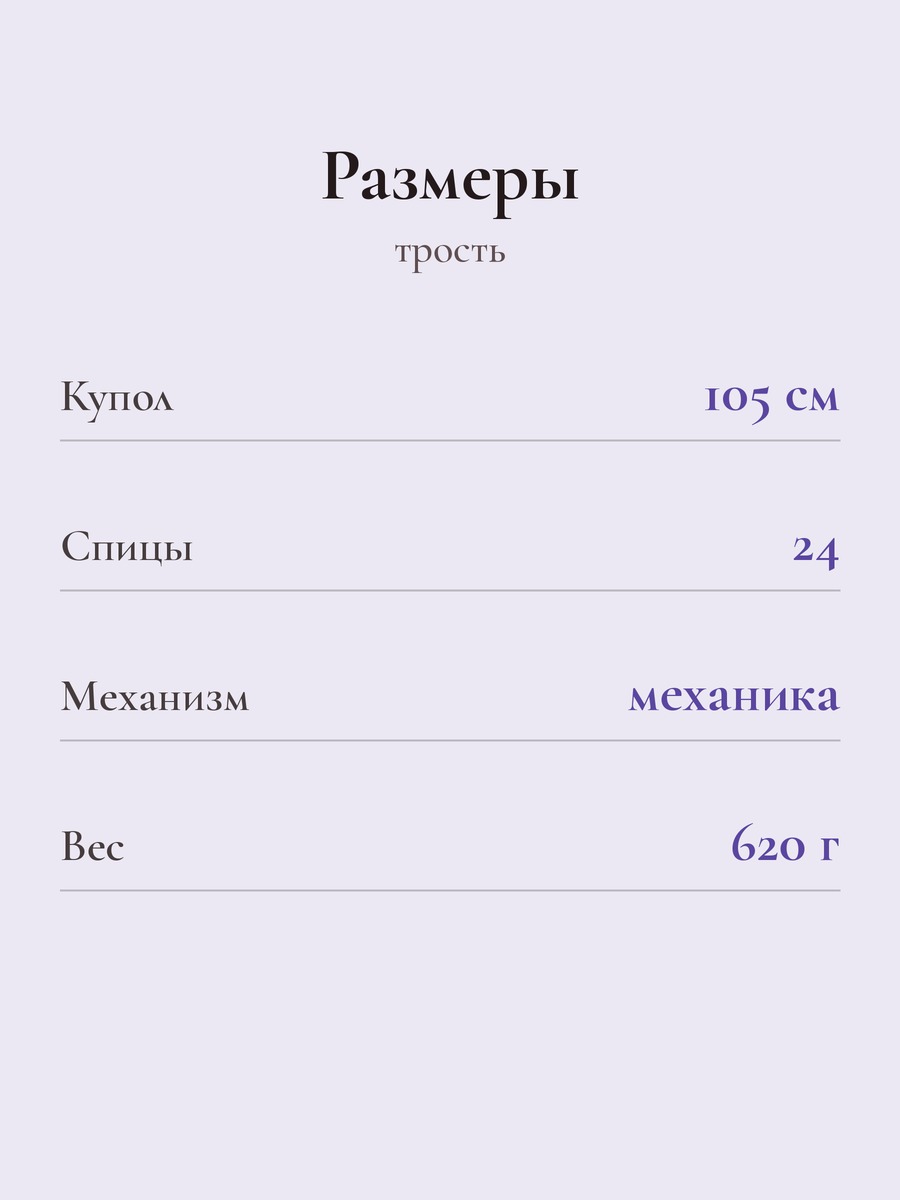 Размеры
трость
Купол 105 см
Спицы 24
Механизм механика
Вес 620 г